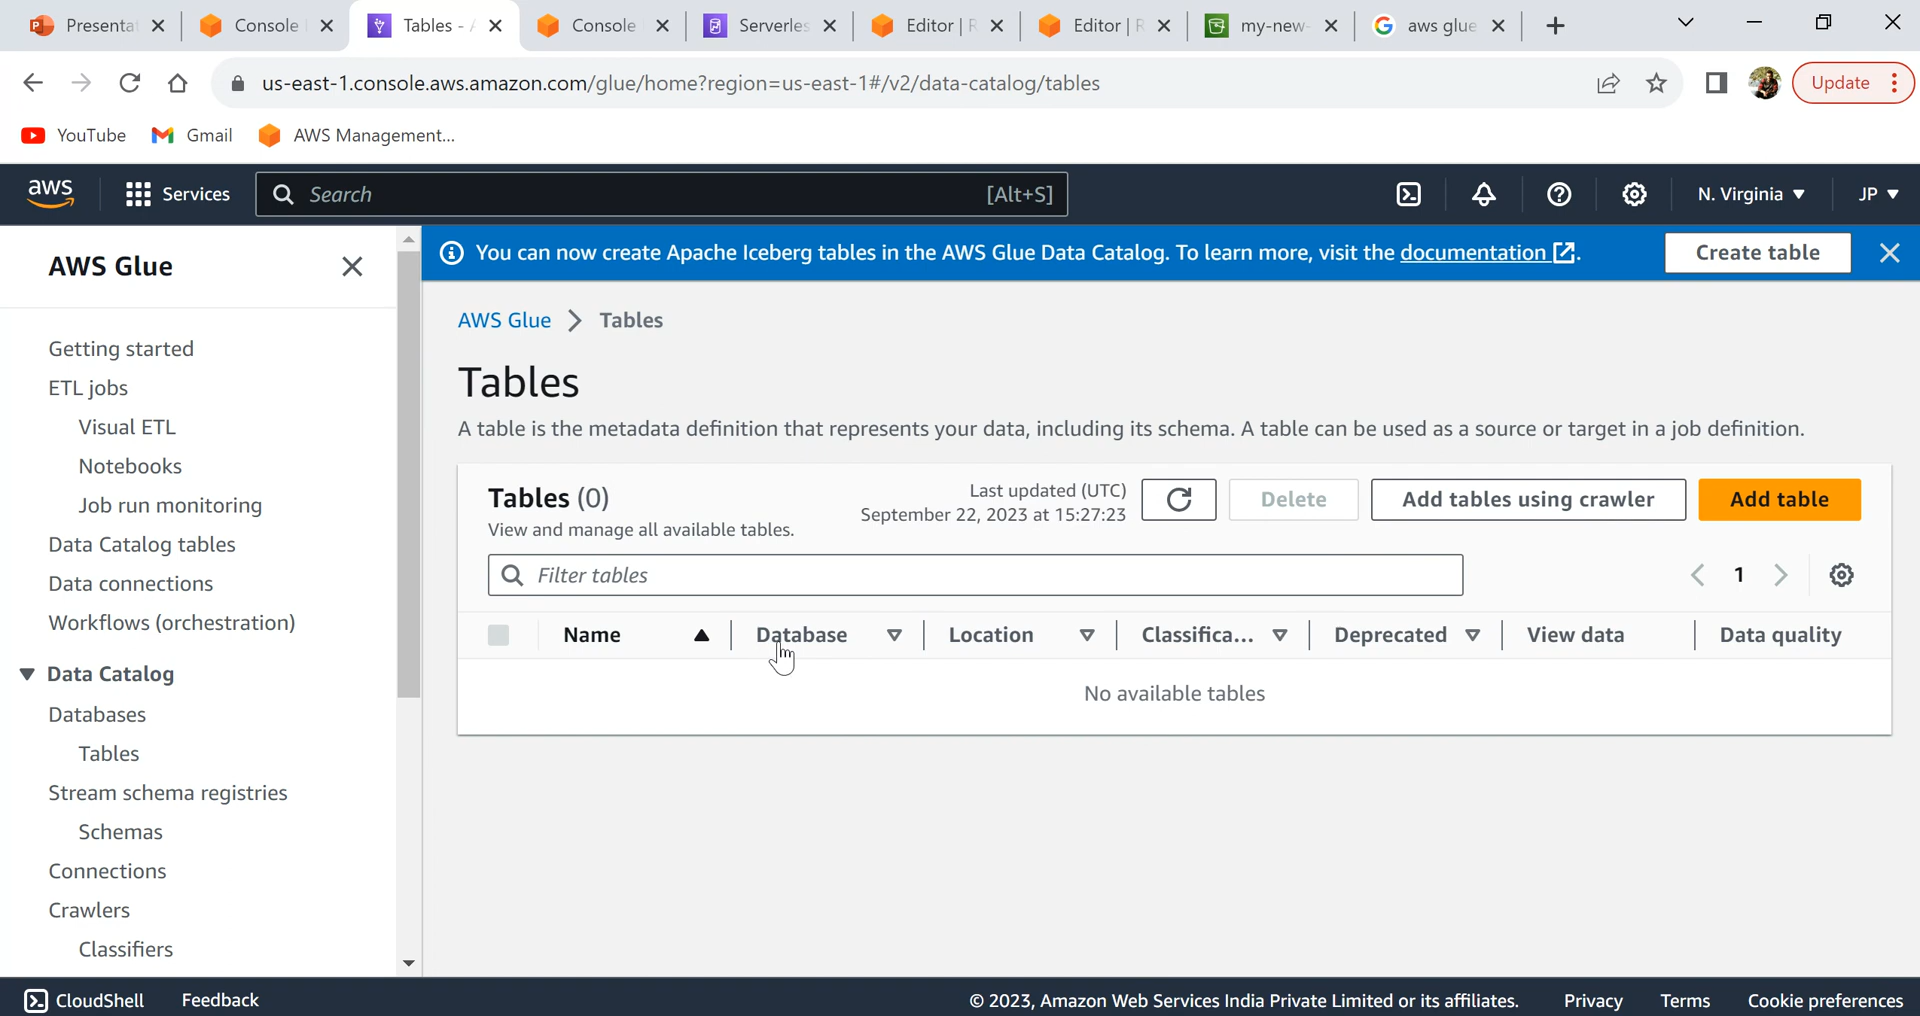 Presentat
Console
Tables - A
Console
Serverles
Editor | R
Editor | R
my-new-
aws glue
us-east-1.console.aws.amazon.com/glue/home?region=us-east-1#/v2/data-catalog/tables
Update
YouTube
Gmail
AWS Management...
aws
Services
Search
[Alt+S]
N. Virginia
JP
AWS Glue
You can now create Apache Iceberg tables in the AWS Glue Data Catalog. To learn more, visit the documentation.
Create table
Getting started
ETL jobs
Visual ETL
Notebooks
Job run monitoring
Data Catalog tables
Data connections
Workflows (orchestration)
Data Catalog
Databases
Tables
Stream schema registries
Schemas
Connections
Crawlers
Classifiers
AWS Glue > Tables
Tables
A table is the metadata definition that represents your data, including its schema. A table can be used as a source or target in a job definition.
Tables (0)
View and manage all available tables.
Last updated (UTC)
September 22, 2023 at 15:27:23
Delete
Add tables using crawler
Add table
Filter tables
1
Name
Database
Location
Classifica...
Deprecated
View data
Data quality
No available tables
CloudShell
Feedback
© 2023, Amazon Web Services India Private Limited or its affiliates.
Privacy
Terms
Cookie preferences